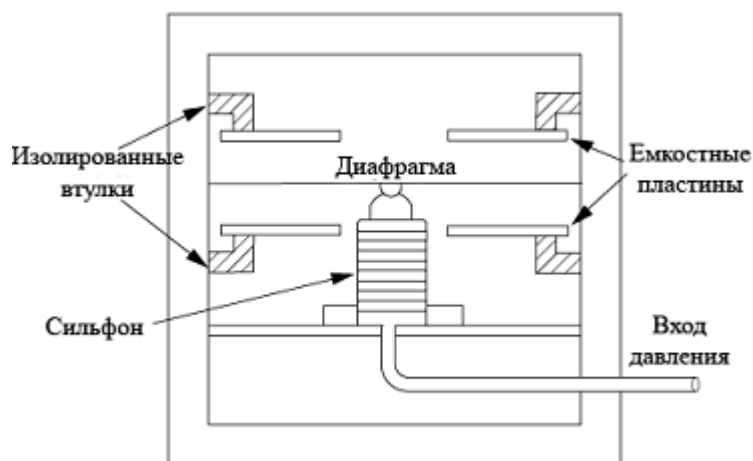 Изолированные
втулки
Диафрагма
Емкостные
пластины
Сильфон
Вход
давления